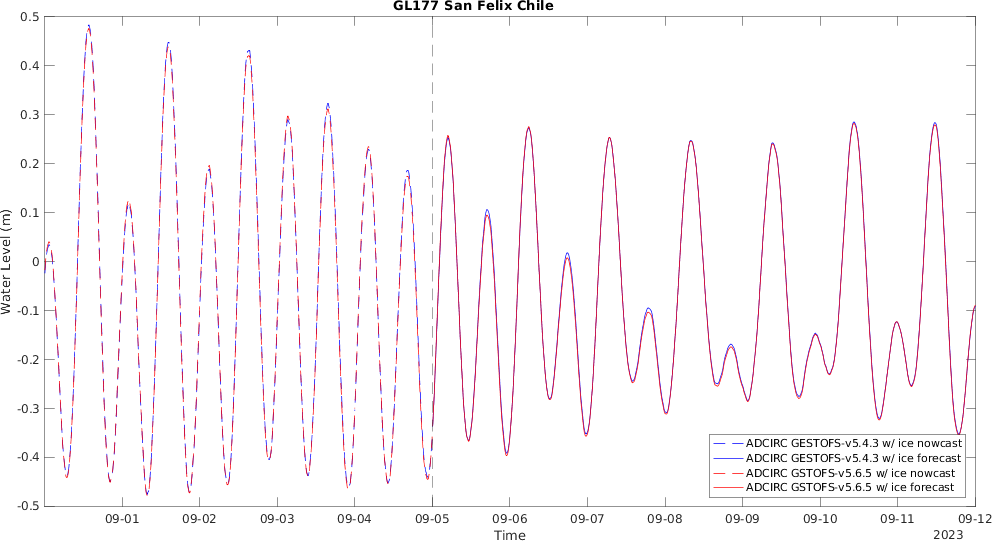 GL177 San Felix Chile
0.5
0.4
0.3
0.2
0.1
0
-0.1
-0.2
-0.3
-0.4
-0.5
Water Level (m)
ADCIRC GESTOFS-v5.4.3 w/ ice nowcast
ADCIRC GESTOFS-v5.4.3 w/ ice forecast
ADCIRC GSTOFS-v5.6.5 w/ ice nowcast
ADCIRC GSTOFS-v5.6.5 w/ ice forecast
09-01 09-02 09-03 09-04 09-05 09-06 09-07 09-08 09-09 09-10 09-11 09-12
Time
2023